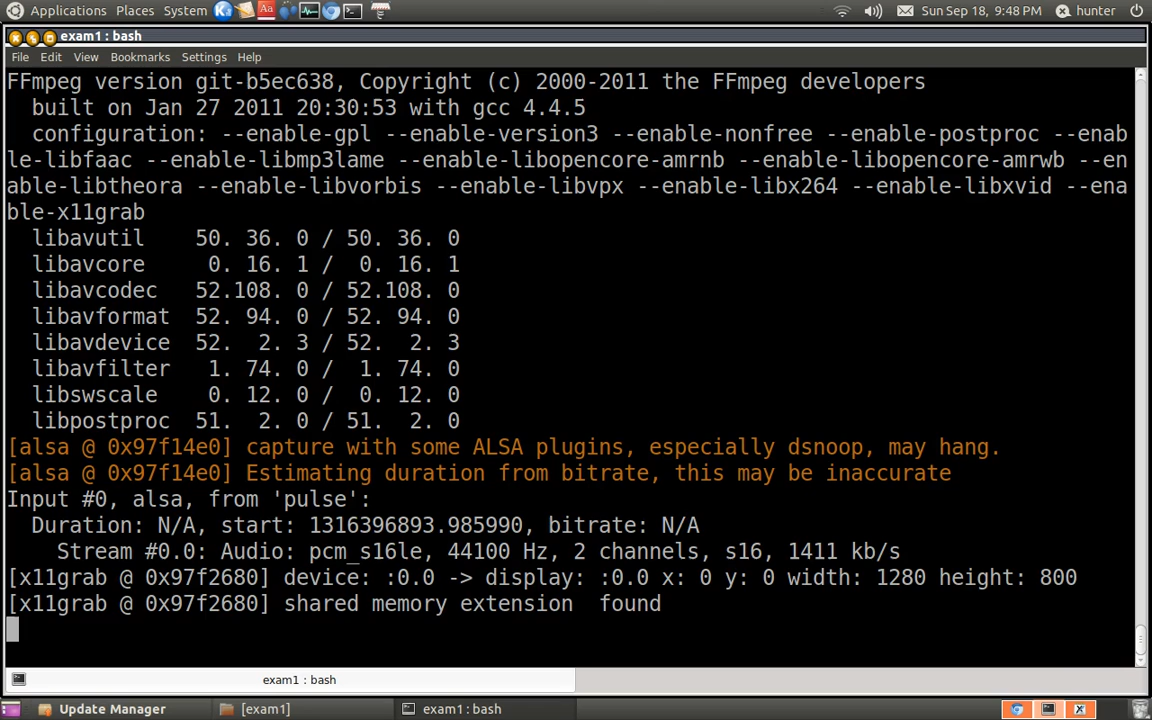 Applications Places System Aa Sun Sep 18, 9:48 PM hunter
exam1 : bash
File Edit View Bookmarks Settings Help
FFmpeg version git-b5ec638, Copyright (c) 2000-2011 the FFmpeg developers
  built on Jan 27 2011 20:30:53 with gcc 4.4.5
  configuration: --enable-gpl --enable-version3 --enable-nonfree --enable-postproc --enab
le-libfaac --enable-libmp3lame --enable-libopencore-amrnb --enable-libopencore-amrwb --en
able-libtheora --enable-libvorbis --enable-libvpx --enable-libx264 --enable-libxvid --ena
ble-x11grab
  libavutil    50. 36. 0 / 50. 36. 0
  libavcore     0. 16. 1 /  0. 16. 1
  libavcodec   52.108. 0 / 52.108. 0
  libavformat  52. 94. 0 / 52. 94. 0
  libavdevice  52.  2. 3 / 52.  2. 3
  libavfilter   1. 74. 0 /  1. 74. 0
  libswscale    0. 12. 0 /  0. 12. 0
  libpostproc  51.  2. 0 / 51.  2. 0
[alsa @ 0x97f14e0] capture with some ALSA plugins, especially dsnoop, may hang.
[alsa @ 0x97f14e0] Estimating duration from bitrate, this may be inaccurate
Input #0, alsa, from 'pulse':
  Duration: N/A, start: 1316396893.985990, bitrate: N/A
    Stream #0.0: Audio: pcm_s16le, 44100 Hz, 2 channels, s16, 1411 kb/s
[x11grab @ 0x97f2680] device: :0.0 -> display: :0.0 x: 0 y: 0 width: 1280 height: 800
[x11grab @ 0x97f2680] shared memory extension  found
exam1 : bash
Update Manager [exam1] exam1 : bash